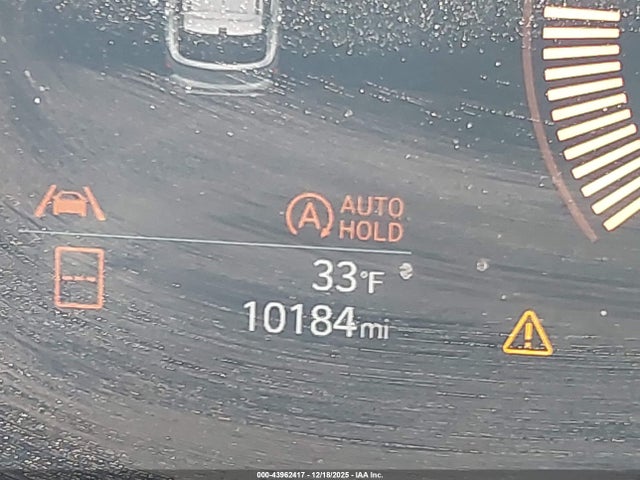 A AUTO
HOLD
33°F
10184mi
000-43962417 - 12/18/2025 - IAA Inc.